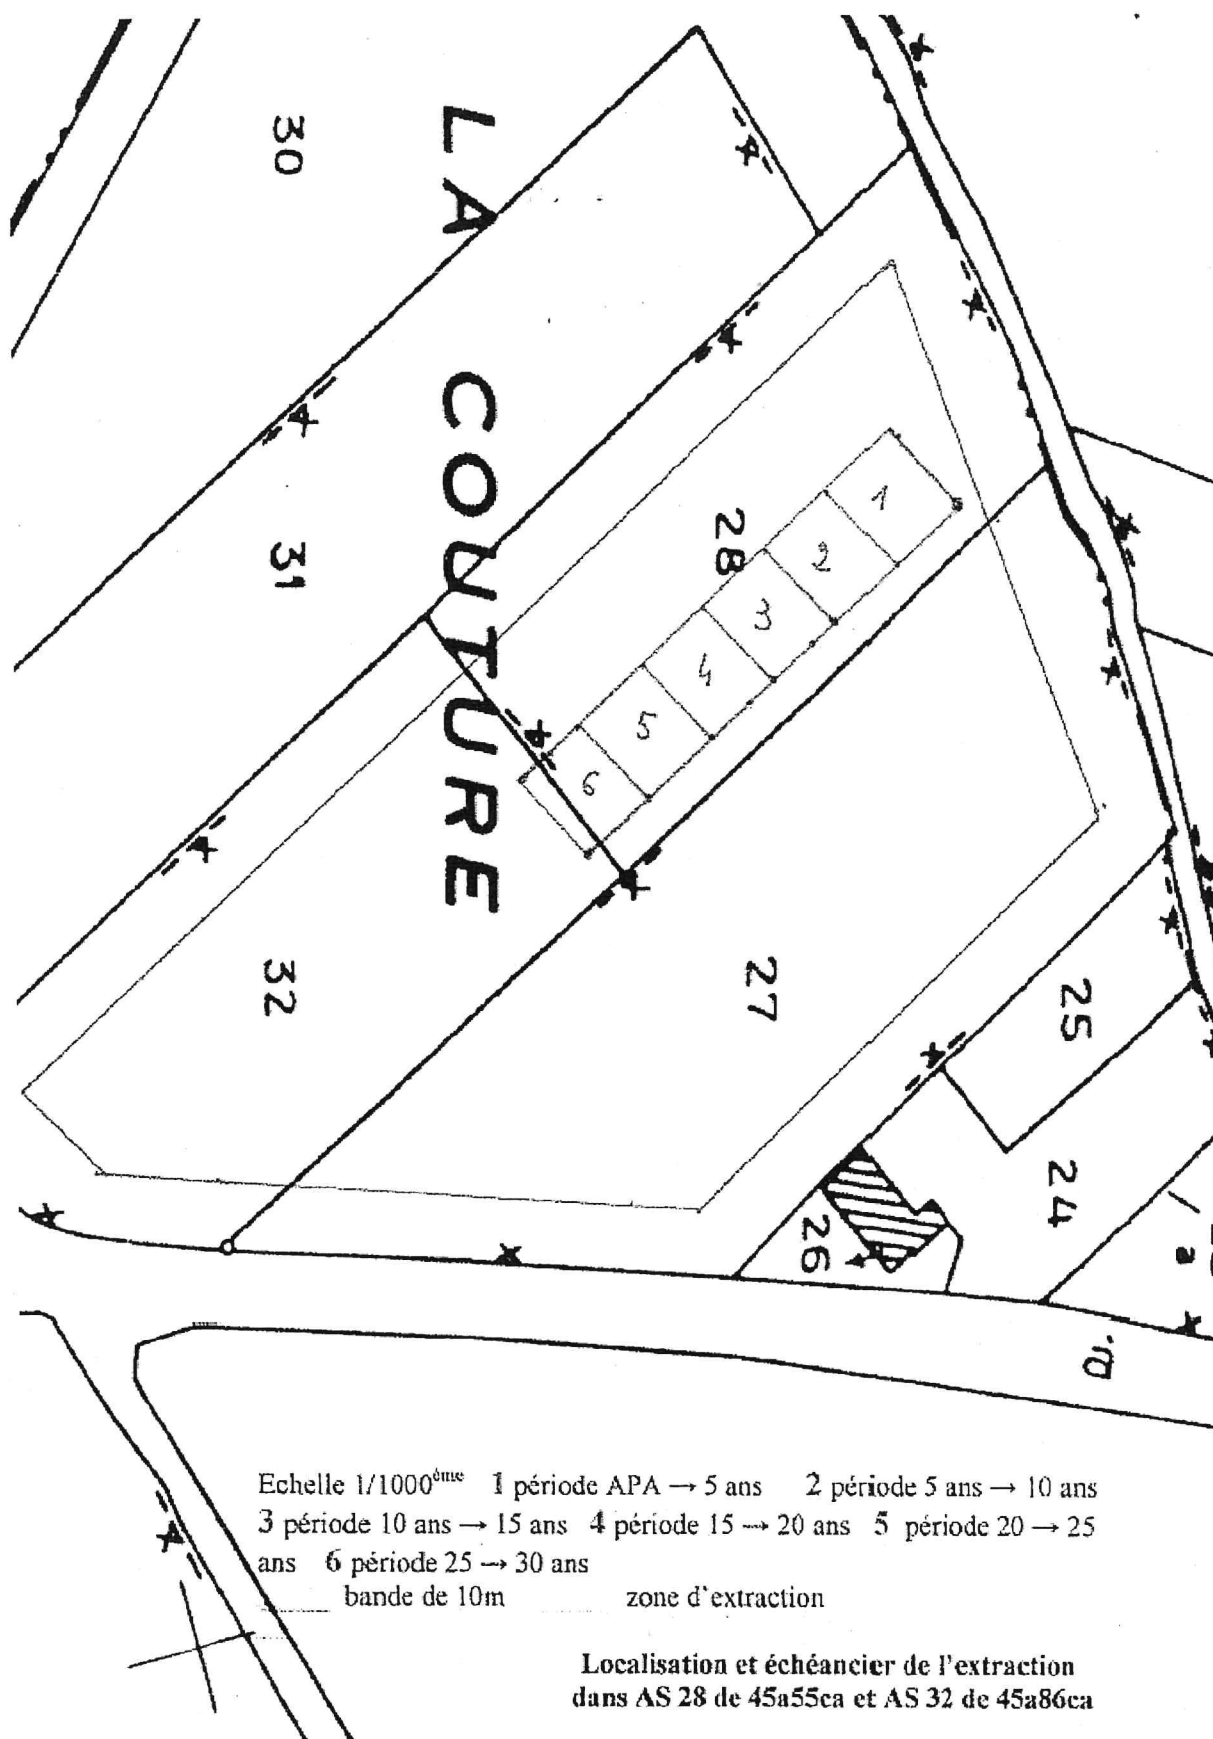 30
LA COUTURE
31
28
1
2
3
4
5
6
32
27
25
24
26
a
D.
Echelle 1/1000ème 1 période APA → 5 ans 2 période 5 ans → 10 ans
3 période 10 ans → 15 ans 4 période 15 → 20 ans 5 période 20 → 25
ans 6 période 25 → 30 ans
bande de 10m zone d'extraction
Localisation et échéancier de l'extraction
dans AS 28 de 45a55ca et AS 32 de 45a86ca